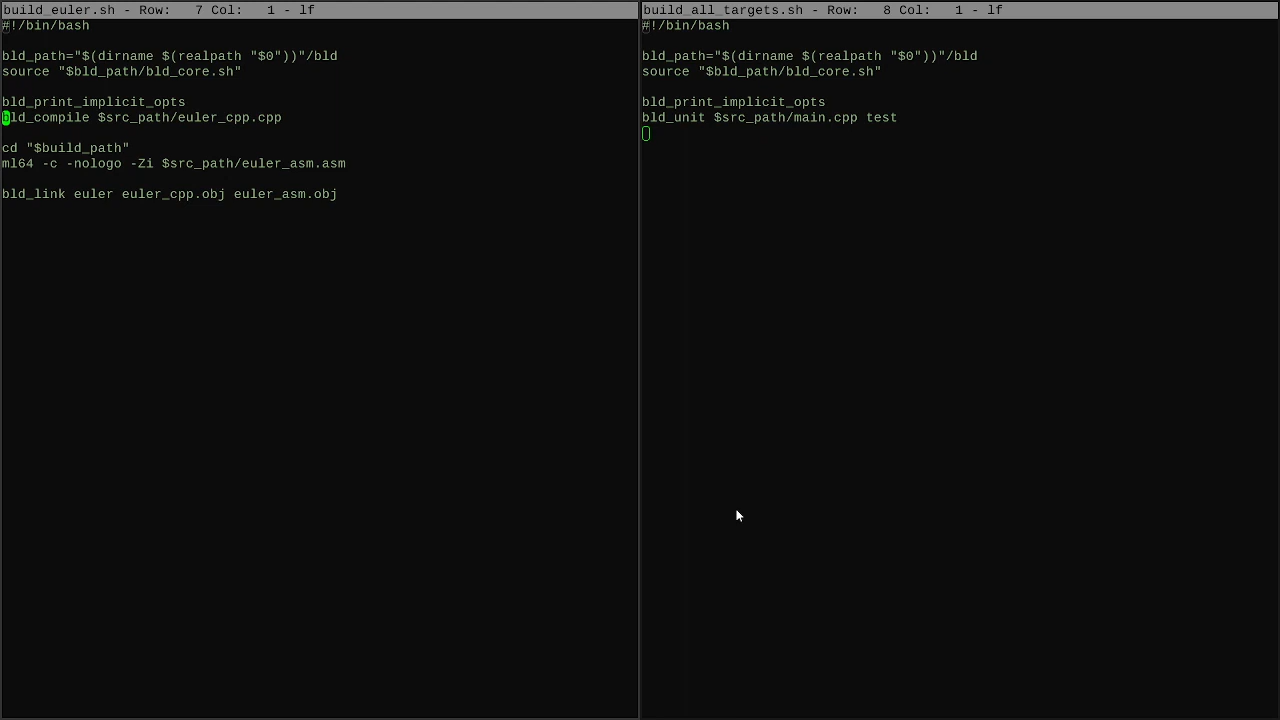 build_euler.sh - Row:   7 Col:   1 - lf
#!/bin/bash
bld_path="$(dirname $(realpath "$0"))"/bld
source "$bld_path/bld_core.sh"
bld_print_implicit_opts
bld_compile $src_path/euler_cpp.cpp
cd "$build_path"
ml64 -c -nologo -Zi $src_path/euler_asm.asm
bld_link euler euler_cpp.obj euler_asm.obj
build_all_targets.sh - Row:   8 Col:   1 - lf
#!/bin/bash
bld_path="$(dirname $(realpath "$0"))"/bld
source "$bld_path/bld_core.sh"
bld_print_implicit_opts
bld_unit $src_path/main.cpp test